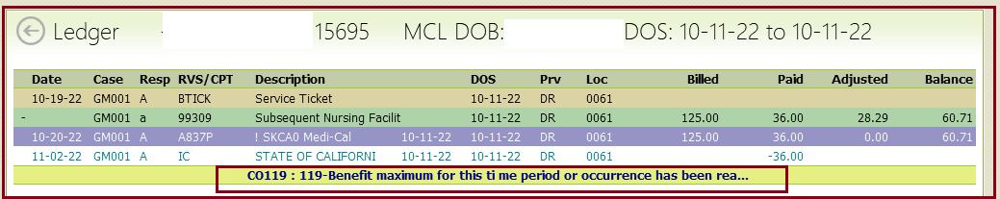 Ledger 15695 MCL DOB: DOS: 10-11-22 to 10-11-22
Date Case Resp RVS/CPT Description DOS Prv Loc Billed Paid Adjusted Balance
10-19-22 GM001 A BTICK Service Ticket 10-11-22 DR 0061
- GM001 a 99309 Subsequent Nursing Facilit 10-11-22 DR 0061 125.00 36.00 28.29 60.71
10-20-22 GM001 A A837P ! SKCA0 Medi-Cal 10-11-22 10-11-22 DR 0061 125.00 36.00 0.00 60.71
11-02-22 GM001 A IC STATE OF CALIFORNI 10-11-22 10-11-22 DR 0061 -36.00
CO119 : 119-Benefit maximum for this ti me period or occurrence has been rea...